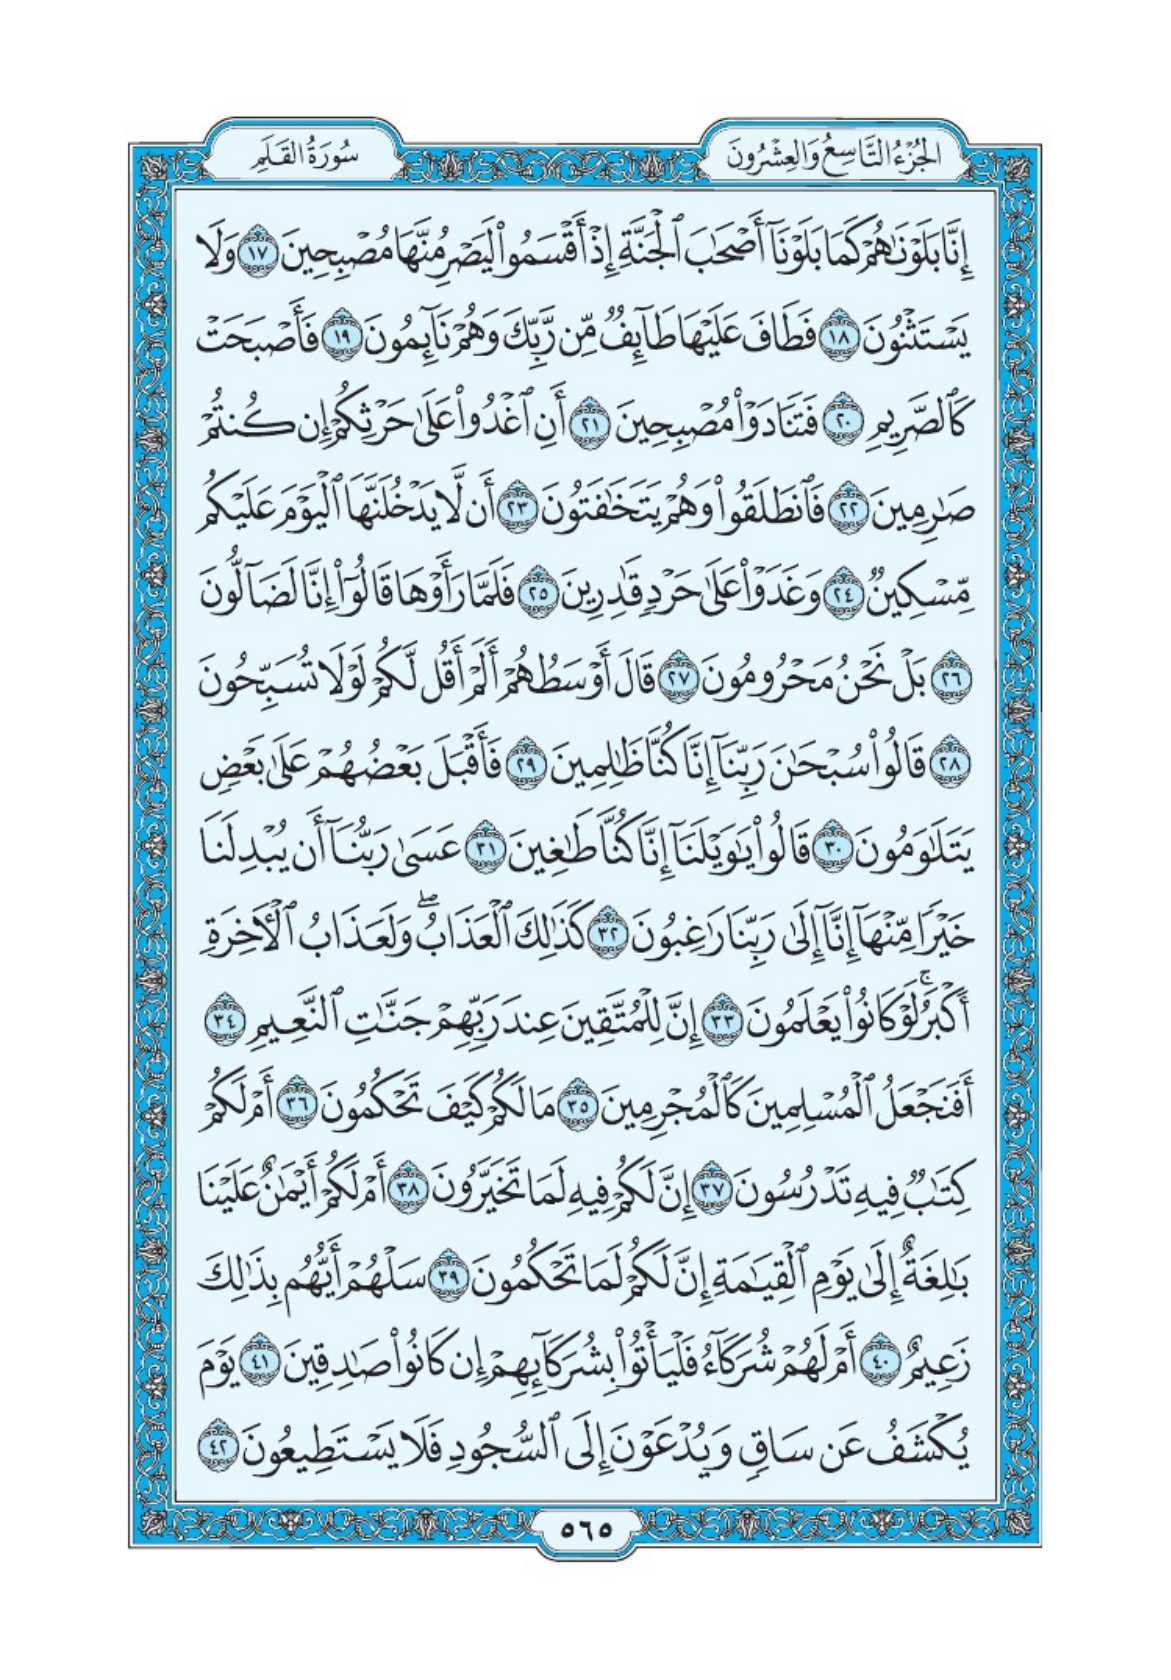 الجُزْءُ التَّاسِعُ وَالعِشْرُونَ
سُورَةُ القَلَمِ
إِنَّا بَلَوْنَٰهُمْ كَمَا بَلَوْنَآ أَصْحَٰبَ ٱلْجَنَّةِ إِذْ أَقْسَمُوا۟ لَيَصْرِمُنَّهَا مُصْبِحِينَ ١٧ وَلَا
يَسْتَثْنُونَ ١٨ فَطَافَ عَلَيْهَا طَآئِفٌ مِّن رَّبِّكَ وَهُمْ نَآئِمُونَ ١٩ فَأَصْبَحَتْ
كَٱلصَّرِيمِ ٢٠ فَتَنَادَوْا۟ مُصْبِحِينَ ٢١ أَنِ ٱغْدُوا۟ عَلَىٰ حَرْثِكُمْ إِن كُنتُمْ
صَٰرِمِينَ ٢٢ فَٱنطَلَقُوا۟ وَهُمْ يَتَخَٰفَتُونَ ٢٣ أَن لَّا يَدْخُلَنَّهَا ٱلْيَوْمَ عَلَيْكُم
مِّسْكِينٌ ٢٤ وَغَدَوْا۟ عَلَىٰ حَرْدٍ قَٰدِرِينَ ٢٥ فَلَمَّا رَأَوْهَا قَالُوٓا۟ إِنَّا لَضَآلُّونَ
٢٦ بَلْ نَحْنُ مَحْرُومُونَ ٢٧ قَالَ أَوْسَطُهُمْ أَلَمْ أَقُل لَّكُمْ لَوْلَا تُسَبِّحُونَ
٢٨ قَالُوا۟ سُبْحَٰنَ رَبِّنَآ إِنَّا كُنَّا ظَٰلِمِينَ ٢٩ فَأَقْبَلَ بَعْضُهُمْ عَلَىٰ بَعْضٍ
يَتَلَٰوَمُونَ ٣٠ قَالُوا۟ يَٰوَيْلَنَآ إِنَّا كُنَّا طَٰغِينَ ٣١ عَسَىٰ رَبُّنَآ أَن يُبْدِلَنَا
خَيْرًا مِّنْهَآ إِنَّآ إِلَىٰ رَبِّنَا رَٰغِبُونَ ٣٢ كَذَٰلِكَ ٱلْعَذَابُ ۖ وَلَعَذَابُ ٱلْأَخِرَةِ
أَكْبَرُ ۚ لَوْ كَانُوا۟ يَعْلَمُونَ ٣٣ إِنَّ لِلْمُتَّقِينَ عِندَ رَبِّهِمْ جَنَّٰتِ ٱلنَّعِيمِ ٣٤
أَفَنَجْعَلُ ٱلْمُسْلِمِينَ كَٱلْمُجْرِمِينَ ٣٥ مَا لَكُمْ كَيْفَ تَحْكُمُونَ ٣٦ أَمْ لَكُمْ
كِتَٰبٌ فِيهِ تَدْرُسُونَ ٣٧ إِنَّ لَكُمْ فِيهِ لَمَا تَخَيَّرُونَ ٣٨ أَمْ لَكُمْ أَيْمَٰنٌ عَلَيْنَا
بَٰلِغَةٌ إِلَىٰ يَوْمِ ٱلْقِيَٰمَةِ إِنَّ لَكُمْ لَمَا تَحْكُمُونَ ٣٩ سَلْهُمْ أَيُّهُم بِذَٰلِكَ
زَعِيمٌ ٤٠ أَمْ لَهُمْ شُرَكَآءُ فَلْيَأْتُوا۟ بِشُرَكَآئِهِمْ إِن كَانُوا۟ صَٰدِقِينَ ٤١ يَوْمَ
يُكْشَفُ عَن سَاقٍ وَيُدْعَوْنَ إِلَى ٱلسُّجُودِ فَلَا يَسْتَطِيعُونَ ٤٢
٥٦٥